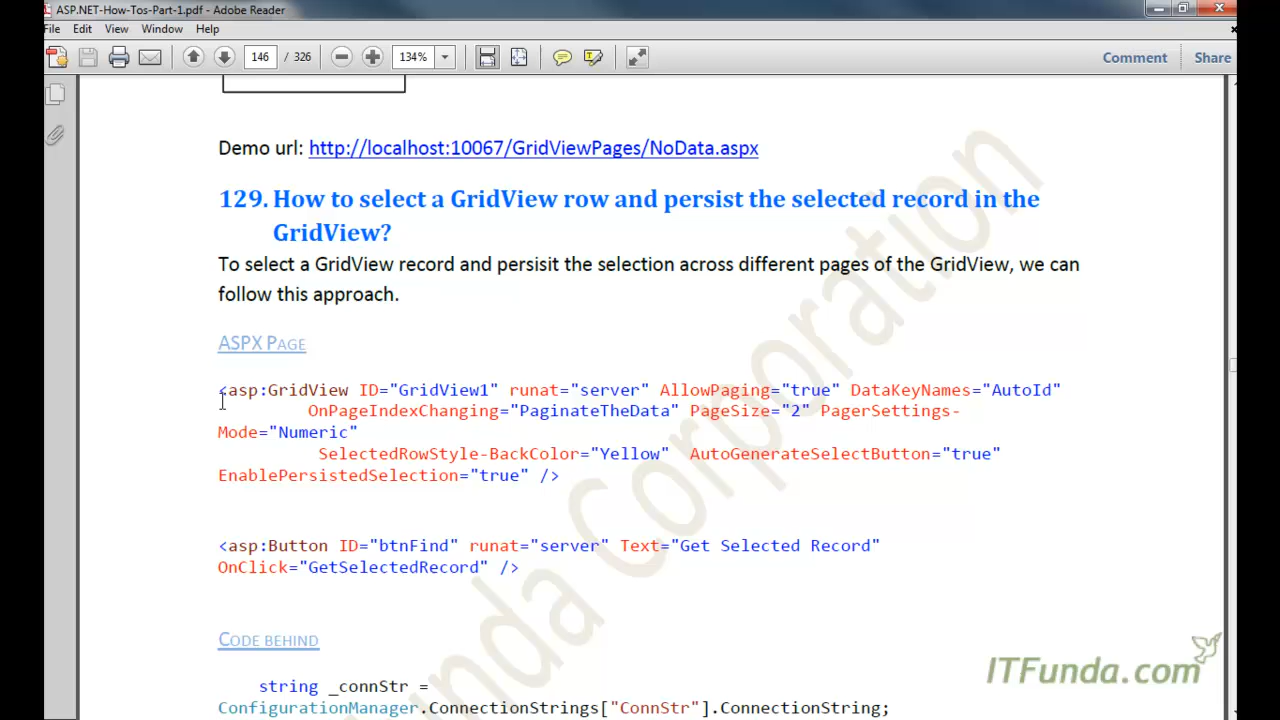 ASP.NET-How-Tos-Part-1.pdf - Adobe Reader
File Edit View Window Help
146 / 326 134% Comment Share
Demo url: http://localhost:10067/GridViewPages/NoData.aspx
129. How to select a GridView row and persist the selected record in the
GridView?
To select a GridView record and persisit the selection across different pages of the GridView, we can
follow this approach.
ASPX PAGE
<asp:GridView ID="GridView1" runat="server" AllowPaging="true" DataKeyNames="AutoId"
OnPageIndexChanging="PaginateTheData" PageSize="2" PagerSettings-
Mode="Numeric"
SelectedRowStyle-BackColor="Yellow" AutoGenerateSelectButton="true"
EnablePersistedSelection="true" />
<asp:Button ID="btnFind" runat="server" Text="Get Selected Record"
OnClick="GetSelectedRecord" />
CODE BEHIND
string _connStr =
ConfigurationManager.ConnectionStrings["ConnStr"].ConnectionString;
unda Corporation
ITFunda.com